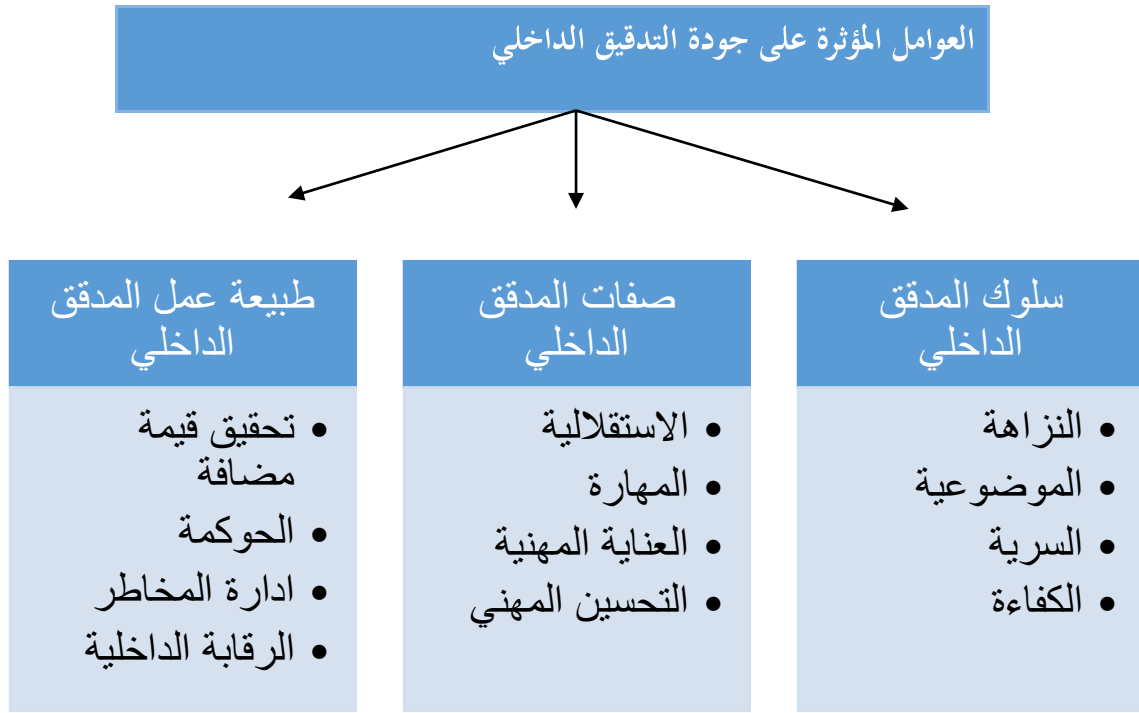 العوامل المؤثرة على جودة التدقيق الداخلي
سلوك المدقق
الداخلي
• النزاهة
• الموضوعية
• السرية
• الكفاءة
صفات المدقق
الداخلي
• الاستقلالية
• المهارة
• العناية المهنية
• التحسين المهني
طبيعة عمل المدقق
الداخلي
• تحقيق قيمة
مضافة
• الحوكمة
• ادارة المخاطر
• الرقابة الداخلية